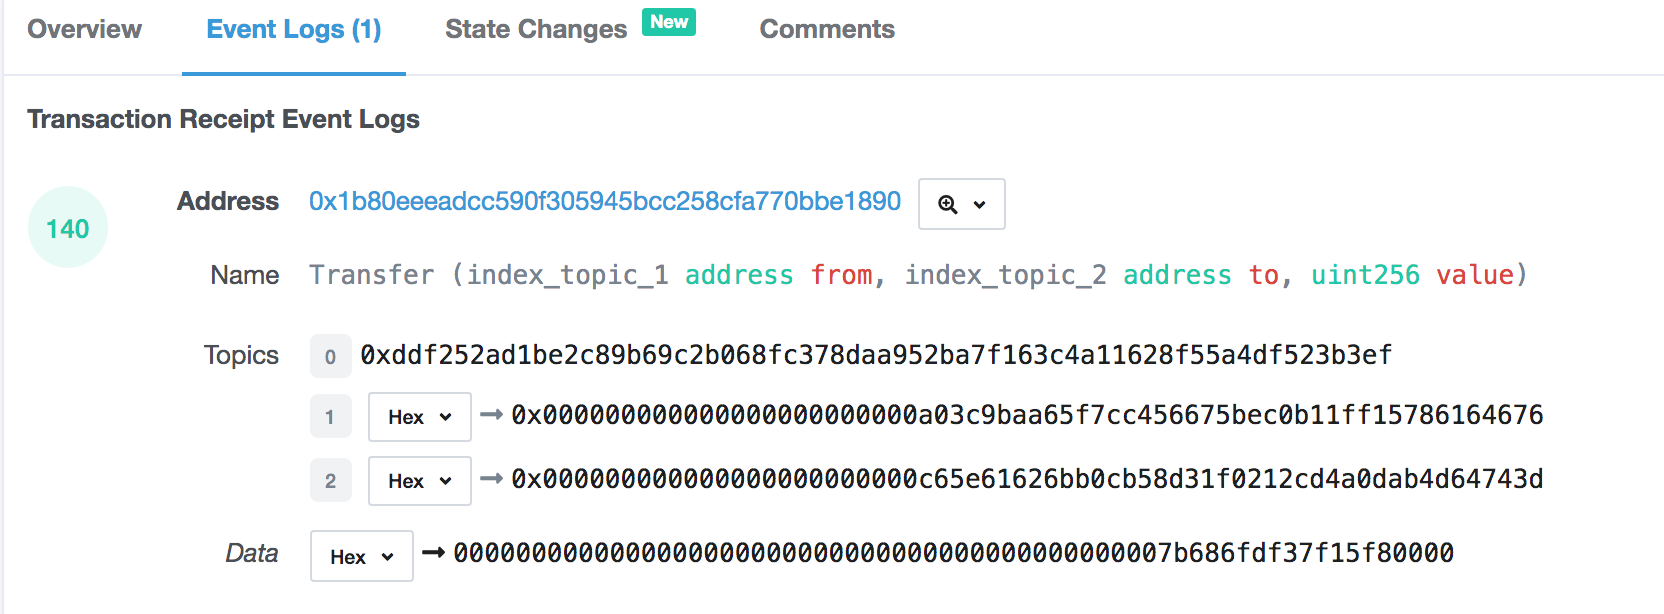 Overview Event Logs (1) State Changes New Comments
Transaction Receipt Event Logs
140
Address 0x1b80eeeadcc590f305945bcc258cfa770bbe1890
Name Transfer (index_topic_1 address from, index_topic_2 address to, uint256 value)
Topics 0 0xddf252ad1be2c89b69c2b068fc378daa952ba7f163c4a11628f55a4df523b3ef
1 Hex → 0x000000000000000000000000a03c9baa65f7cc456675bec0b11ff15786164676
2 Hex → 0x000000000000000000000000c65e61626bb0cb58d31f0212cd4a0dab4d64743d
Data Hex → 0000000000000000000000000000000000000000000007b686fdf37f15f80000